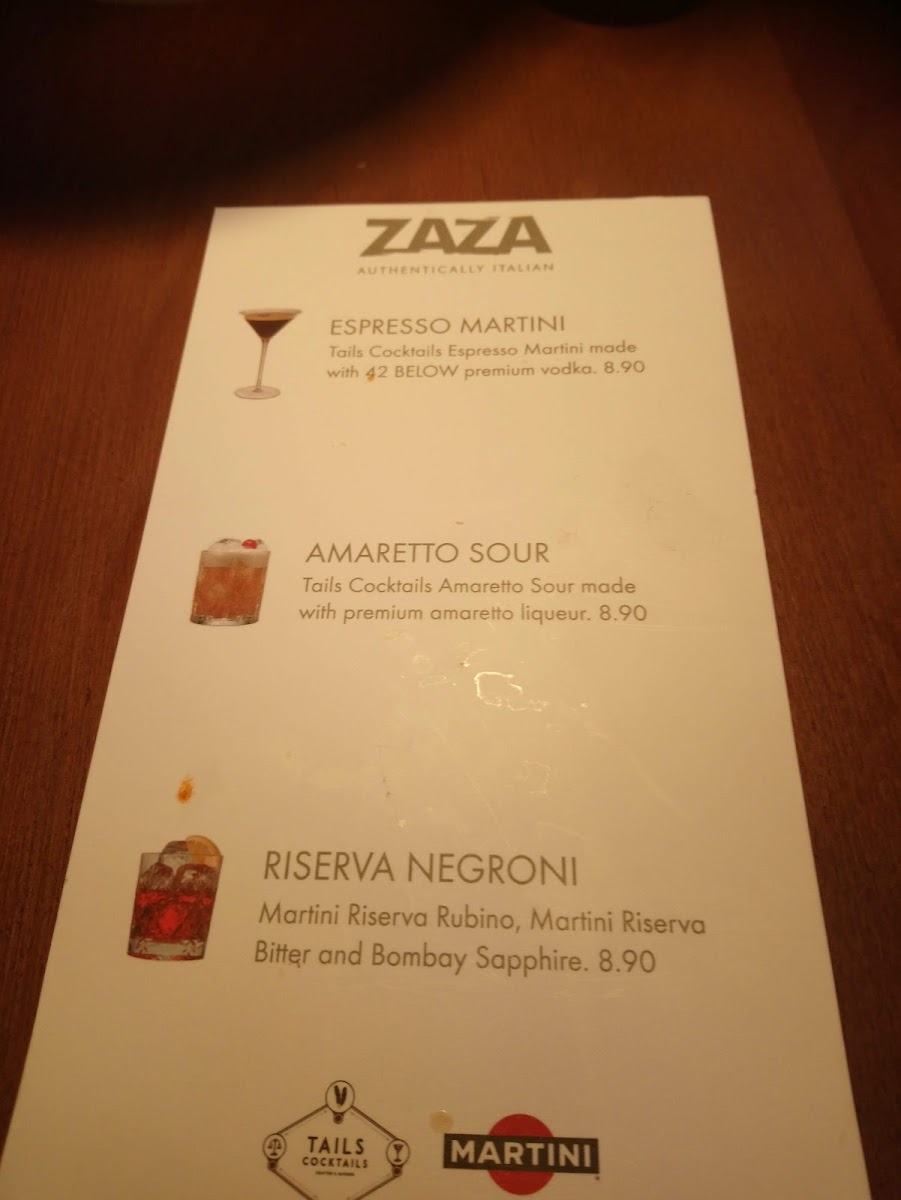 ZAZA
AUTHENTICALLY ITALIAN
ESPRESSO MARTINI
Tails Cocktails Espresso Martini made
with 42 BELOW premium vodka. 8.90
AMARETTO SOUR
Tails Cocktails Amaretto Sour made
with premium amaretto liqueur. 8.90
RISERVA NEGRONI
Martini Riserva Rubino, Martini Riserva
Bitter and Bombay Sapphire. 8.90
TAILS
COCKTAILS
MARTINI